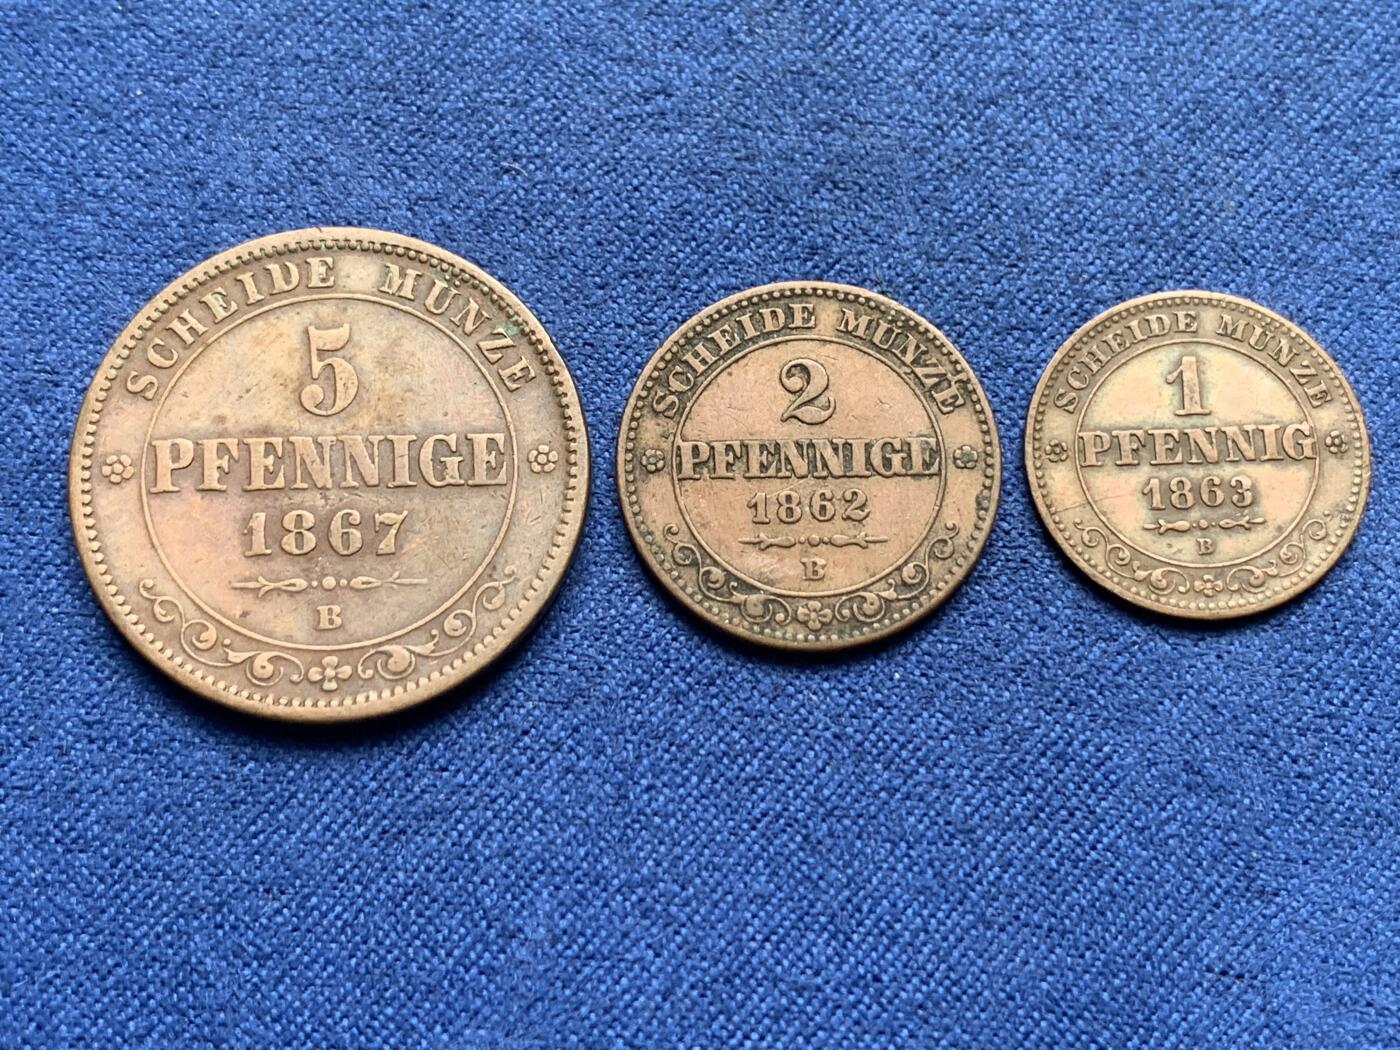 SCHEIDE MÜNZE
5
PFENNIGE
1867
B
SCHEIDE MÜNZE
2
PFENNIGE
1862
B
SCHEIDE MÜNZE
1
PFENNIG
1863
B